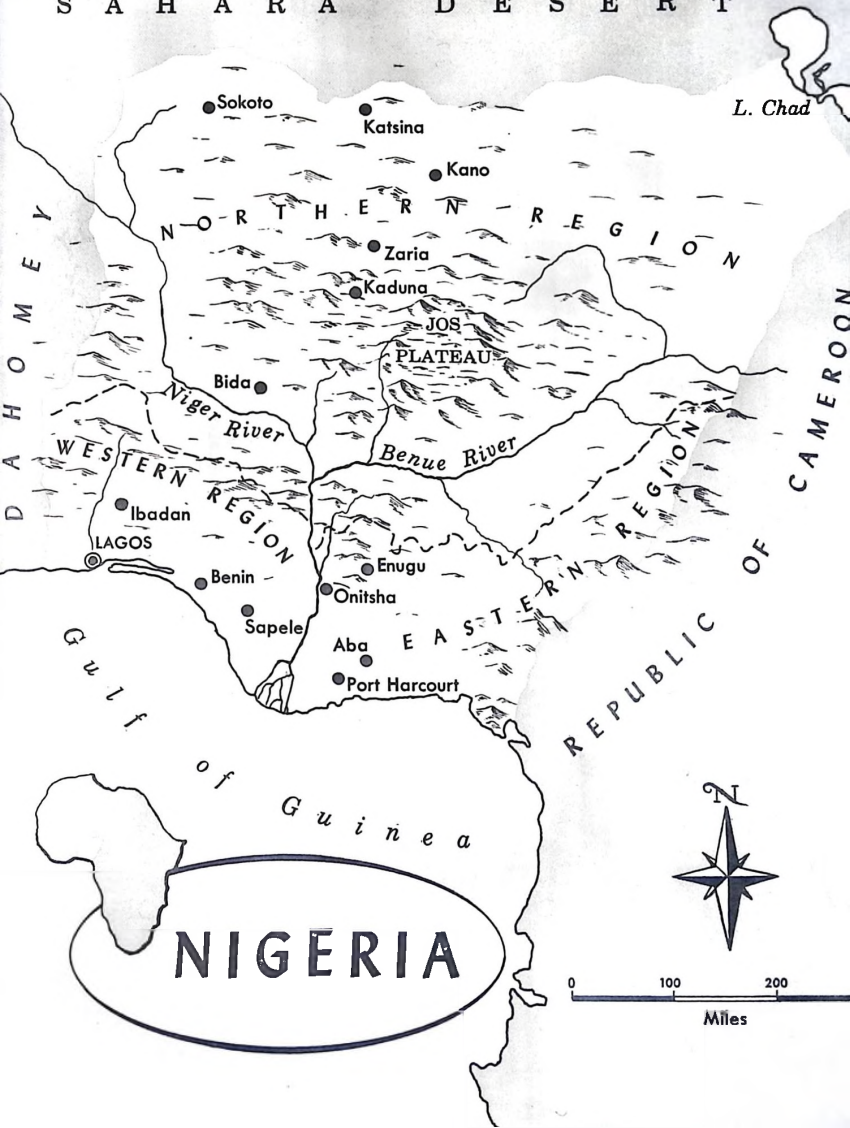 SAHARA DESERT
L. Chad
Sokoto
Katsina
Kano
NORTHERN REGION
Zaria
Kaduna
JOS
PLATEAU
Bida
Niger River
Benue River
DAHOMEY
WESTERN REGION
Ibadan
LAGOS
Benin
Sapele
Enugu
Onitsha
Aba
Port Harcourt
EASTERN REGION
REPUBLIC OF CAMEROON
Gulf of Guinea
N
NIGERIA
0 100 200
Miles